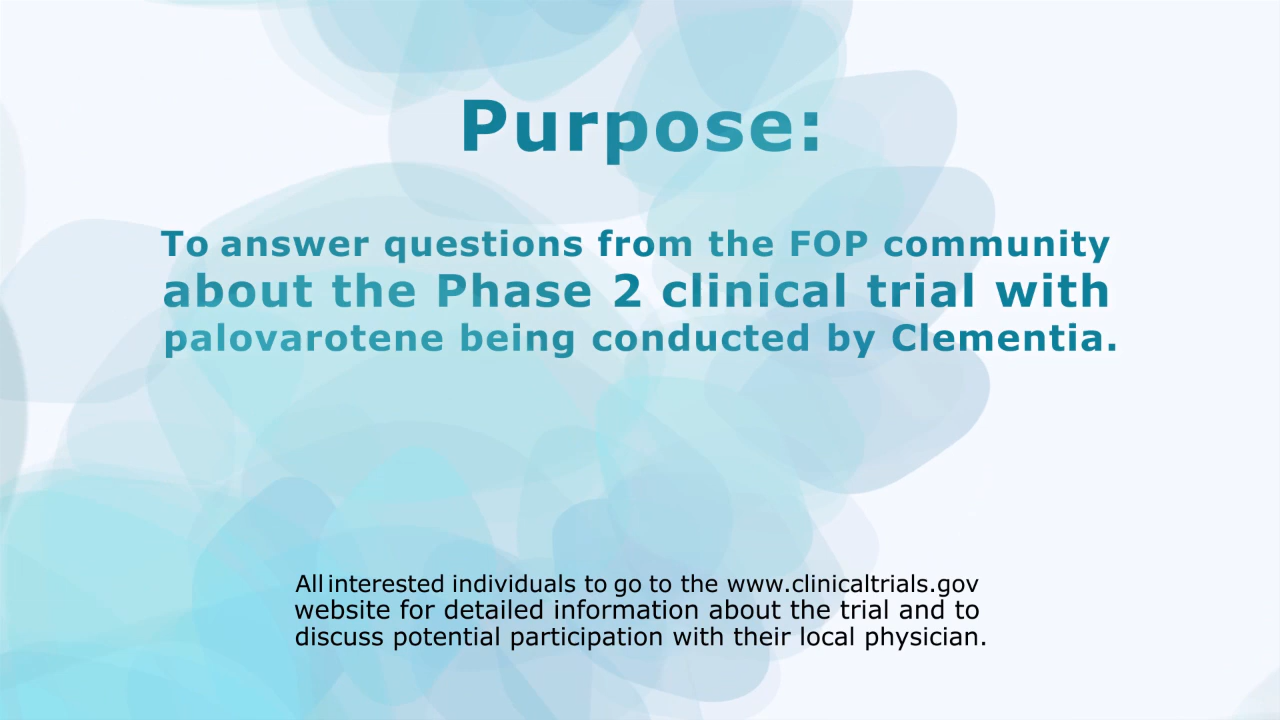 Purpose:
To answer questions from the FOP community
about the Phase 2 clinical trial with
palovarotene being conducted by Clementia.
All interested individuals to go to the www.clinicaltrials.gov
website for detailed information about the trial and to
discuss potential participation with their local physician.